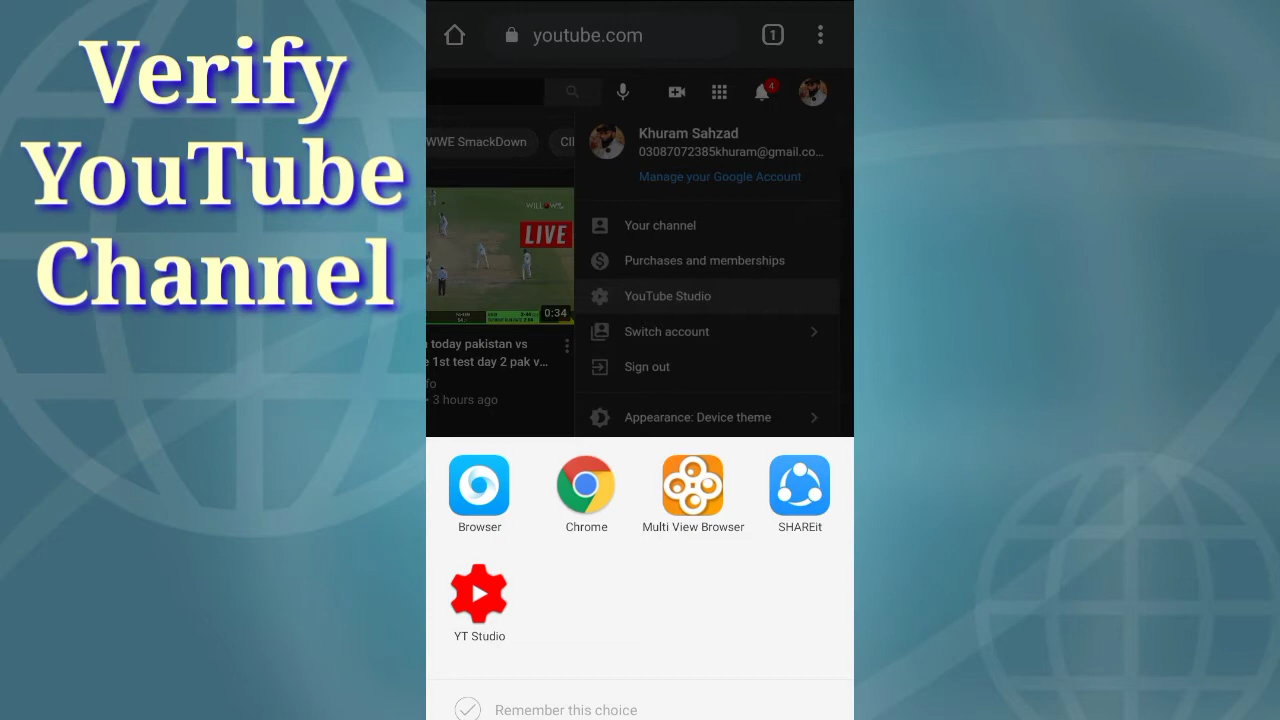 Verify
YouTube
Channel
youtube.com
1
4
WWE SmackDown
Khuram Sahzad
03087072385khuram@gmail.co...
Manage your Google Account
WILLOW
LIVE
0:34
today pakistan vs
1st test day 2 pak v...
3 hours ago
Your channel
Purchases and memberships
YouTube Studio
Switch account
Sign out
Appearance: Device theme
Browser
Chrome
Multi View Browser
SHAREit
YT Studio
Remember this choice